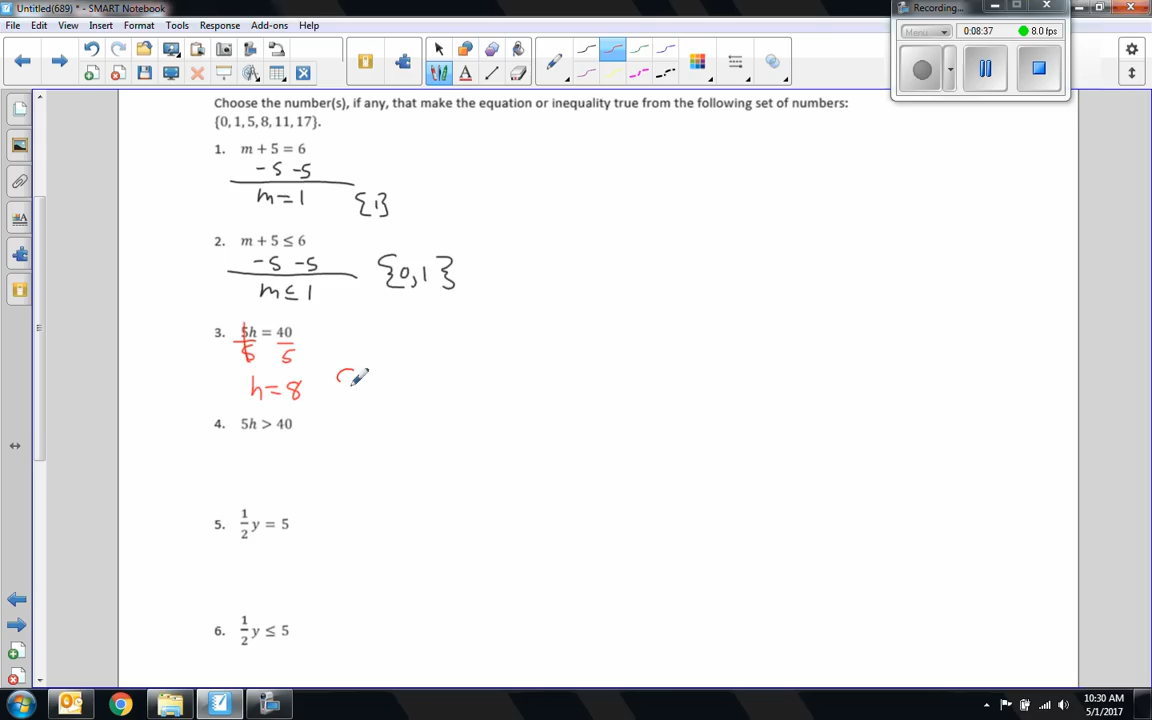 Untitled(689) * - SMART Notebook
Recording...
File Edit View Insert Format Tools Response Add-ons Help
Menu 0:08:37 8.0 fps
Choose the number(s), if any, that make the equation or inequality true from the following set of numbers:
{0, 1, 5, 8, 11, 17}.
1. m + 5 = 6
-5 -5
m = 1 {1}
2. m + 5 ≤ 6
-5 -5 {0,1}
m ≤ 1
3. 5h = 40
5 5
h = 8
4. 5h > 40
5. 1/2 y = 5
6. 1/2 y ≤ 5
10:30 AM
5/1/2017